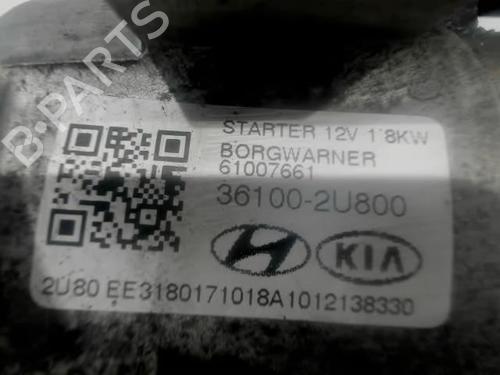 STARTER 12V 1.8KW
BORGWARNER
61007661
36100-2U800
KIA
2U80 EE3180171018A1012138330
B-PARTS